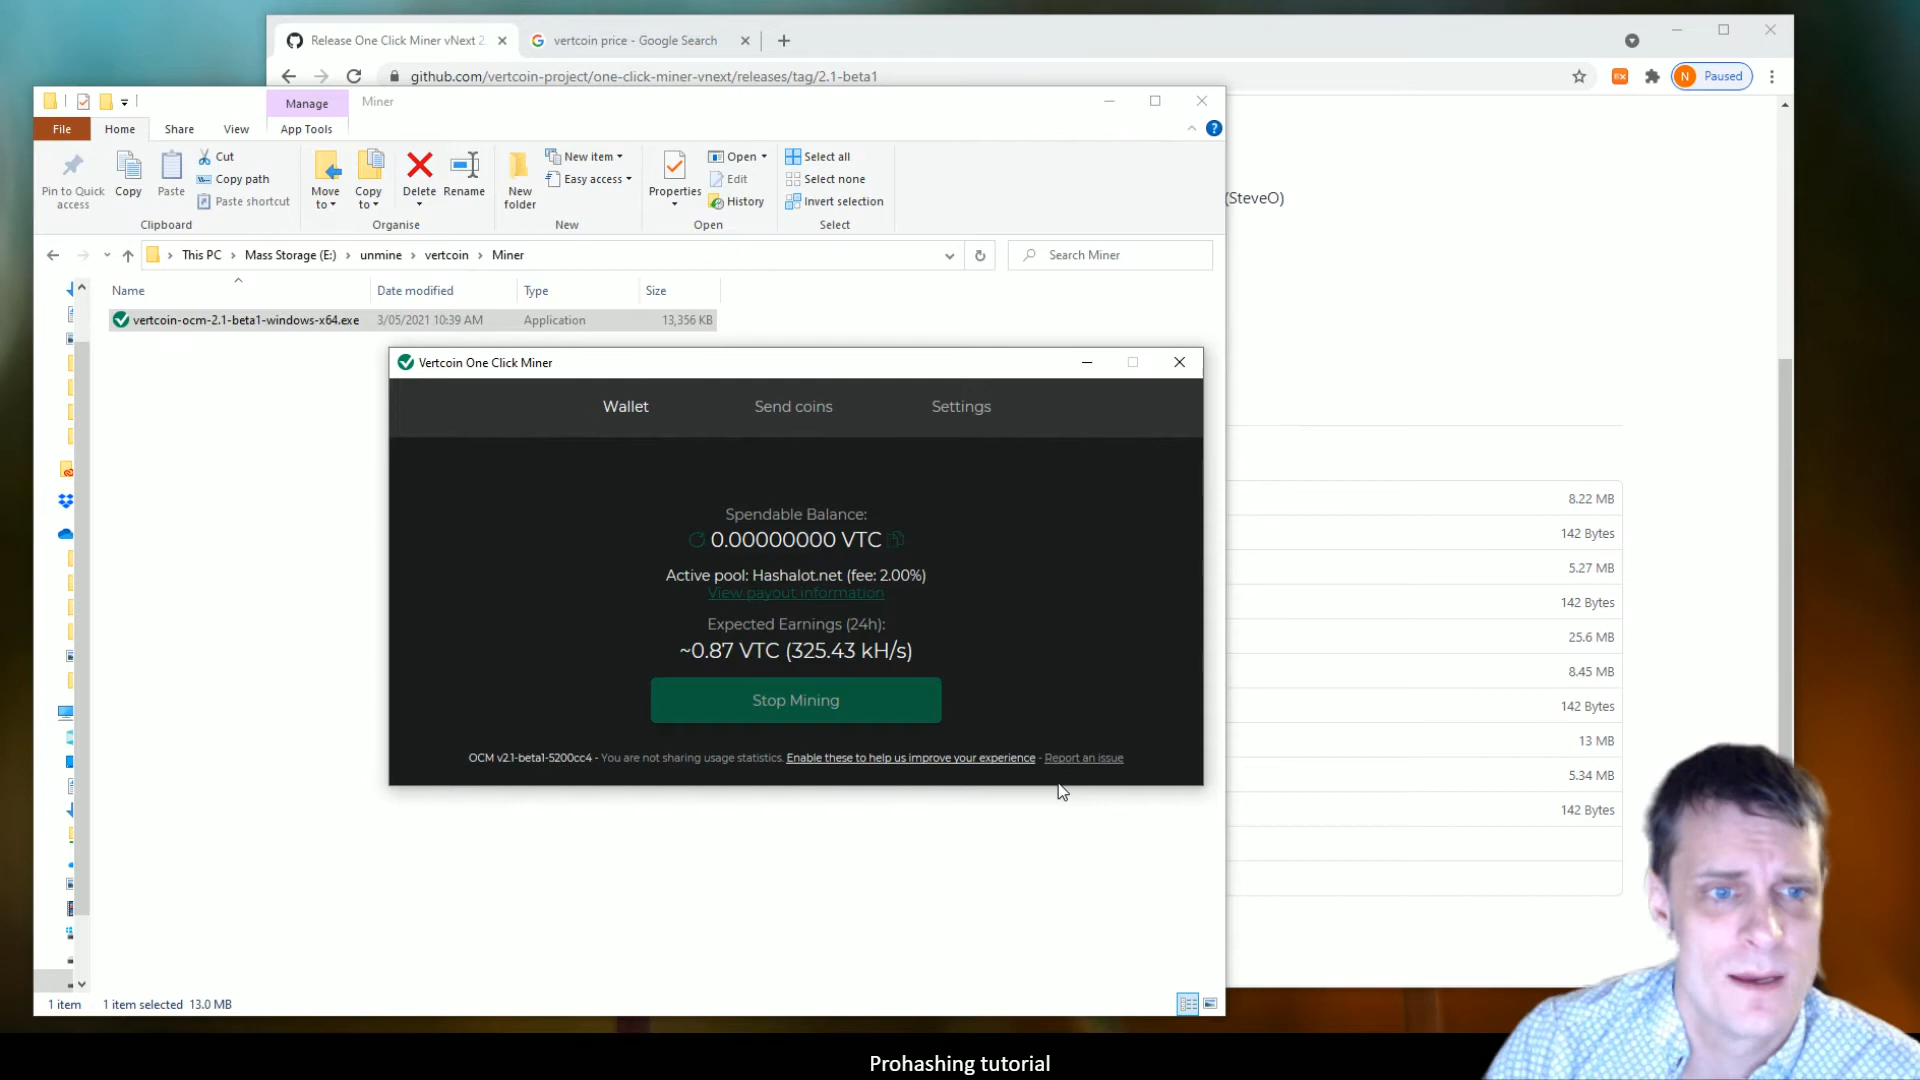 Release One Click Miner vNext 2
vertcoin price - Google Search
github.com/vertcoin-project/one-click-miner-vnext/releases/tag/2.1-beta1
N Paused
Manage
Miner
File
Home
Share
View
App Tools
Pin to Quick access
Copy
Paste
Cut
Copy path
Paste shortcut
Clipboard
Move to
Copy to
Delete
Rename
Organise
New folder
New item
Easy access
New
Properties
Open
Edit
History
Open
Select all
Select none
Invert selection
Select
This PC > Mass Storage (E:) > unmine > vertcoin > Miner
Search Miner
Name Date modified Type Size
vertcoin-ocm-2.1-beta1-windows-x64.exe 3/05/2021 10:39 AM Application 13,356 KB
Vertcoin One Click Miner
Wallet Send coins Settings
Spendable Balance:
0.00000000 VTC
Active pool: Hashalot.net (fee: 2.00%)
View payout information
Expected Earnings (24h):
~0.87 VTC (325.43 kH/s)
Stop Mining
OCM v2.1-beta1-5200cc4 - You are not sharing usage statistics. Enable these to help us improve your experience - Report an issue
(SteveO)
8.22 MB
142 Bytes
5.27 MB
142 Bytes
25.6 MB
8.45 MB
142 Bytes
13 MB
5.34 MB
142 Bytes
1 item 1 item selected 13.0 MB
Prohashing tutorial